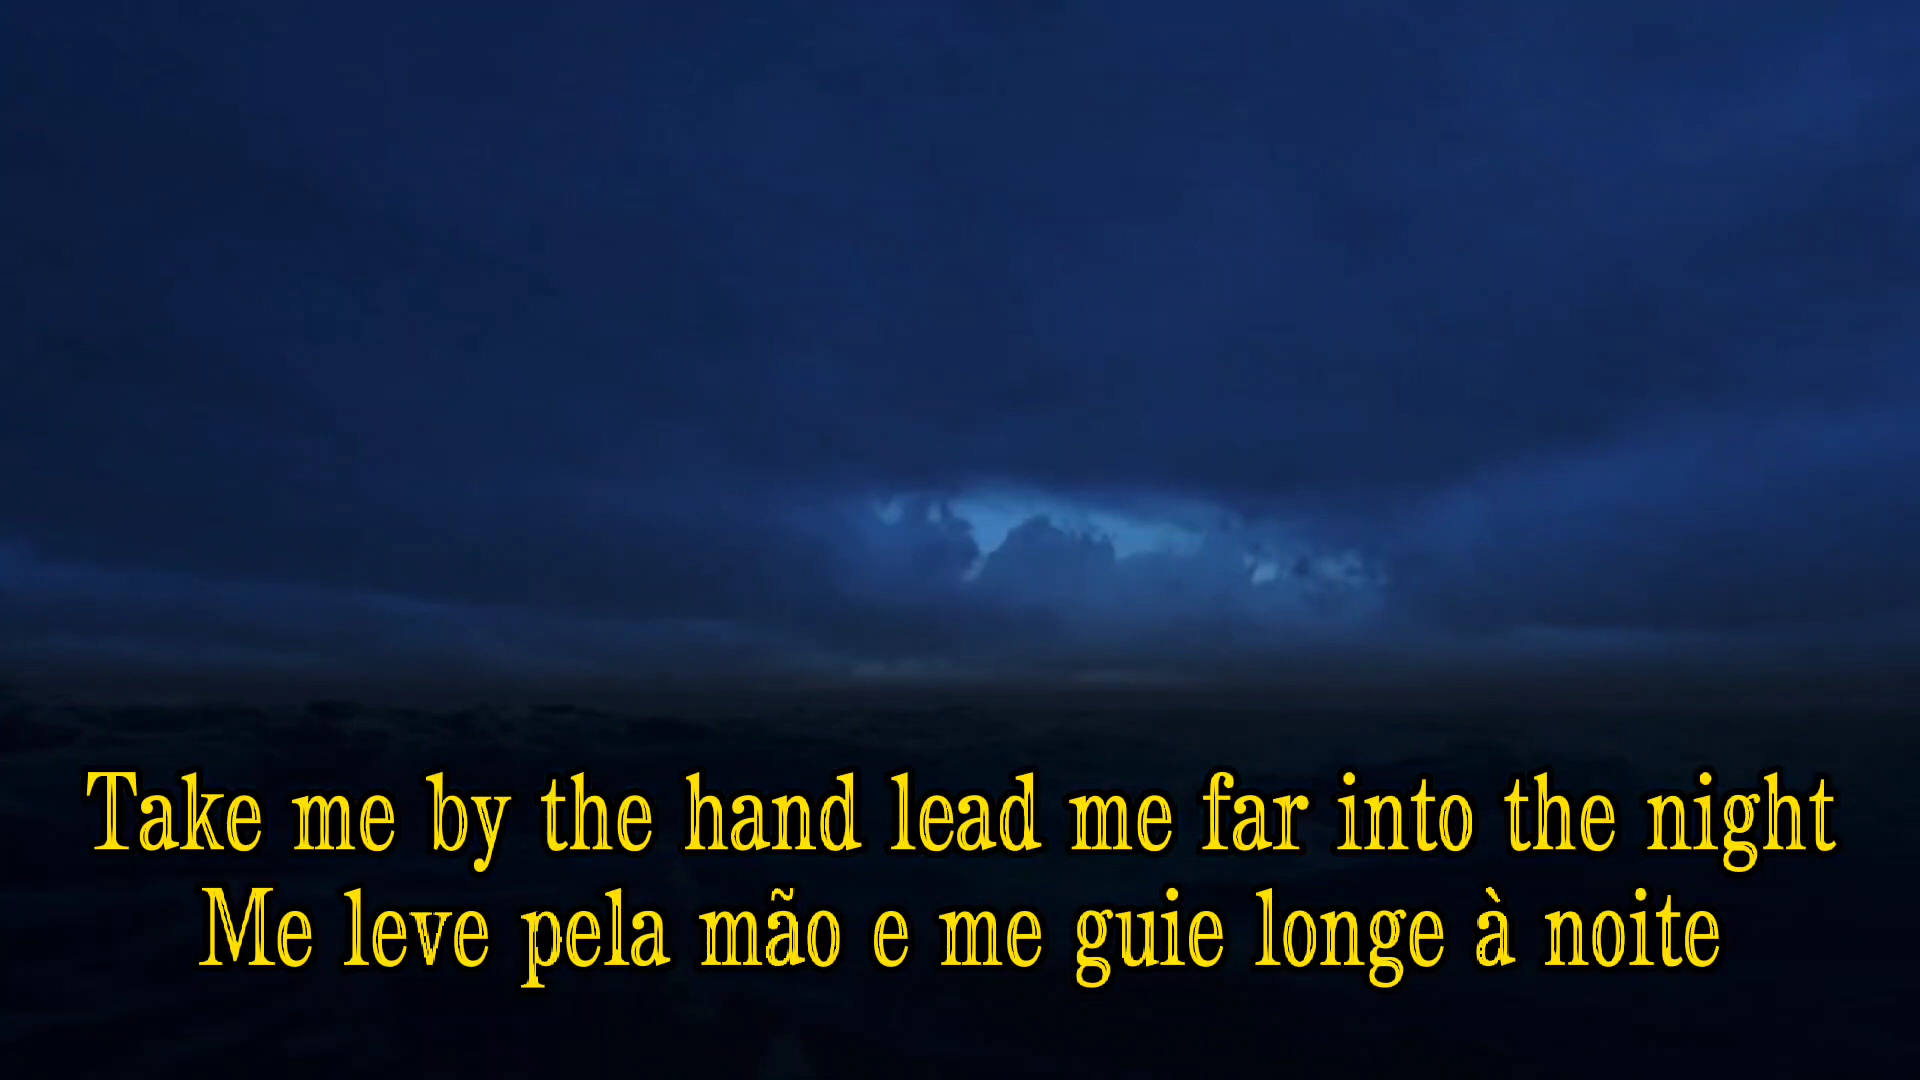 Take me by the hand lead me far into the night
Me leve pela mão e me guie longe à noite